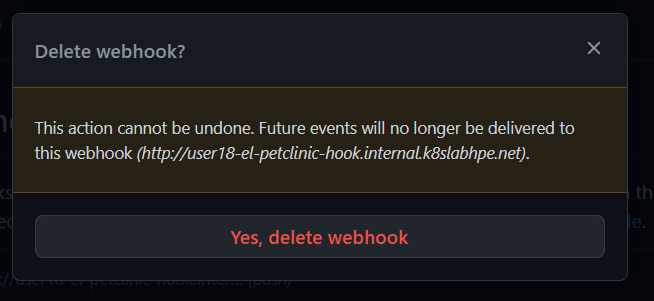 Delete webhook?
This action cannot be undone. Future events will no longer be delivered to
this webhook (http://user18-el-petclinic-hook.internal.k8slabhpe.net).
Yes, delete webhook